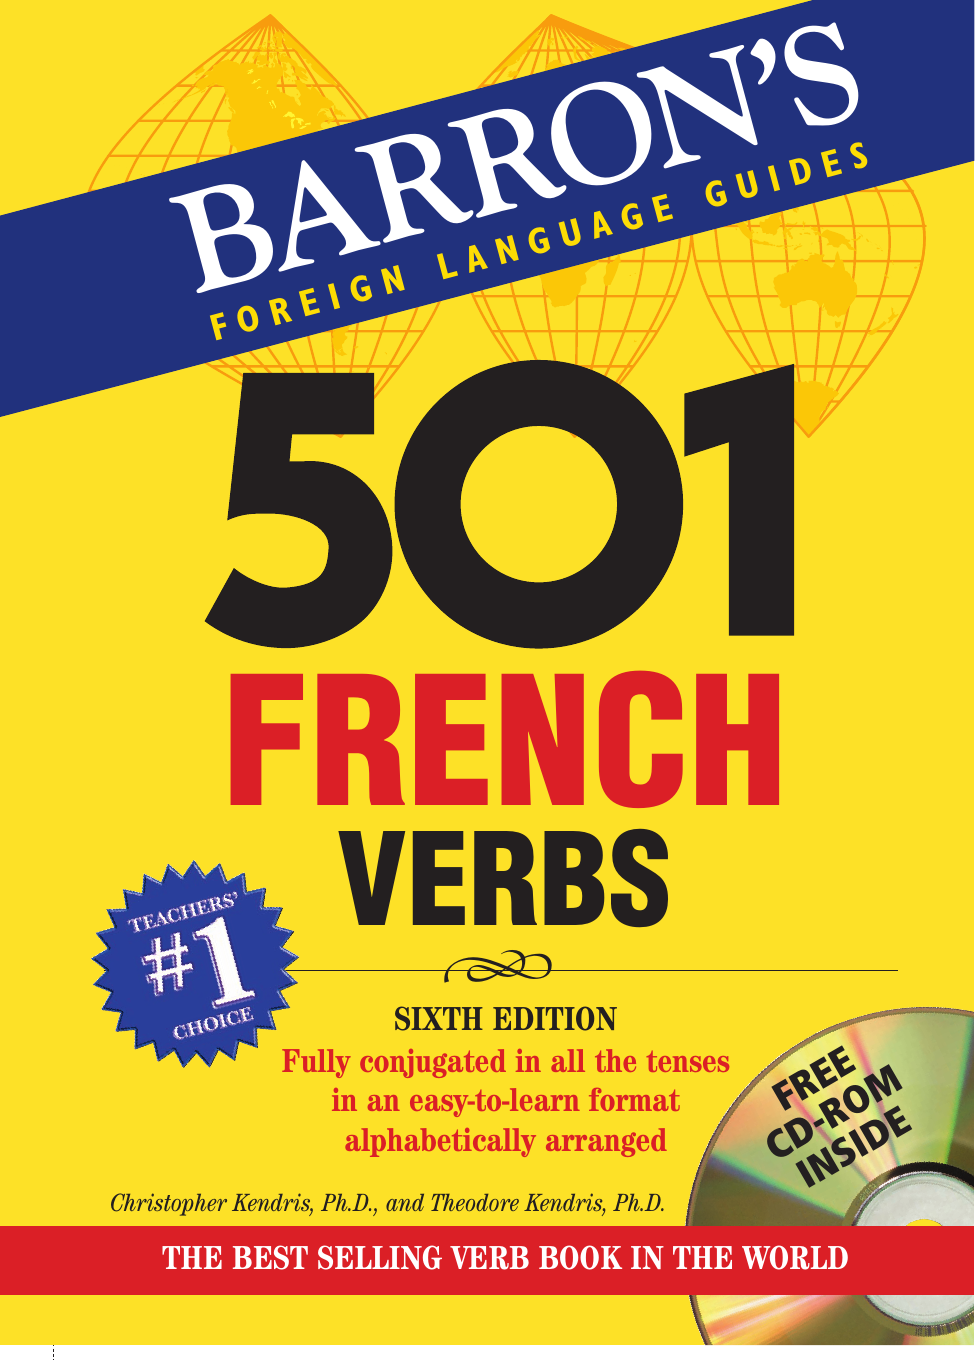 BARRON'S
FOREIGN LANGUAGE GUIDES
501
FRENCH
VERBS
TEACHERS'
#1
CHOICE
SIXTH EDITION
Fully conjugated in all the tenses
in an easy-to-learn format
alphabetically arranged
FREE
CD-ROM
INSIDE
Christopher Kendris, Ph.D., and Theodore Kendris, Ph.D.
THE BEST SELLING VERB BOOK IN THE WORLD